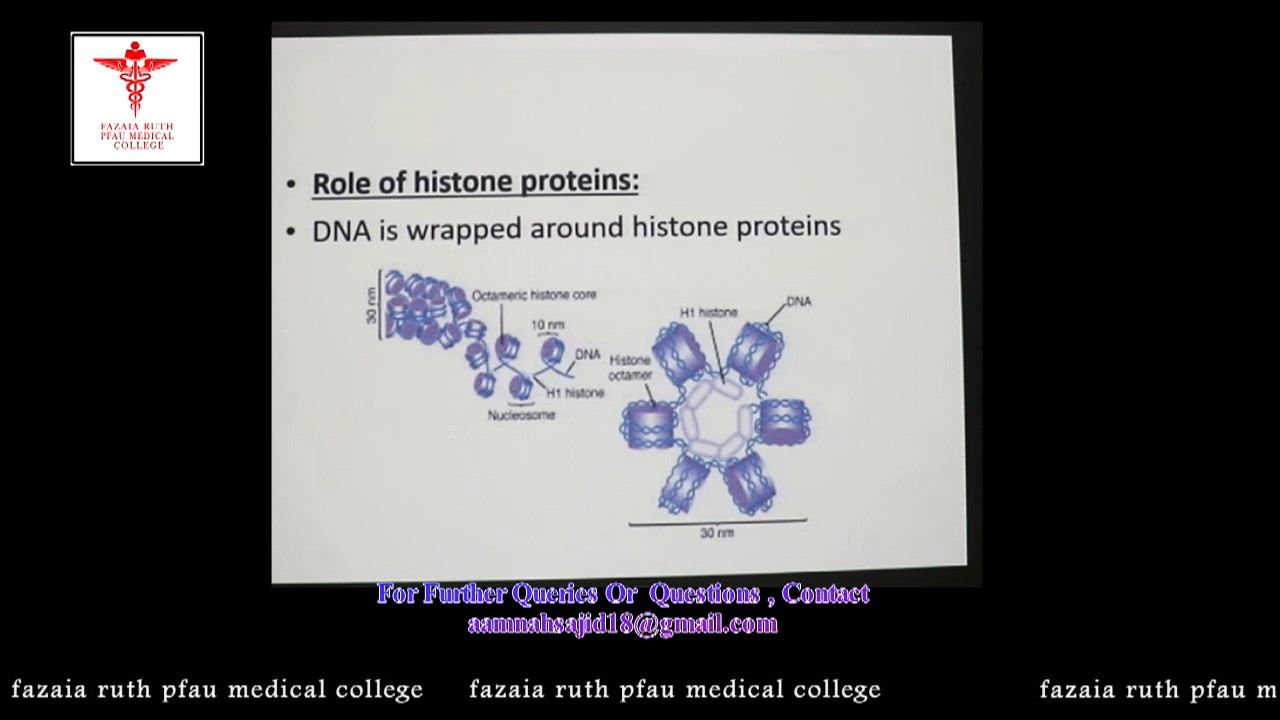 FAZAIA RUTH
PFAU MEDICAL
COLLEGE
• Role of histone proteins:
• DNA is wrapped around histone proteins
30 nm
Octameric histone core
10 nm
DNA
H1 histone
Nucleosome
H1 histone
DNA
Histone
octamer
30 nm
For Further Queries Or Questions , Contact
aamnahsajid18@gmail.com
fazaia ruth pfau medical college fazaia ruth pfau medical college fazaia ruth pfau m